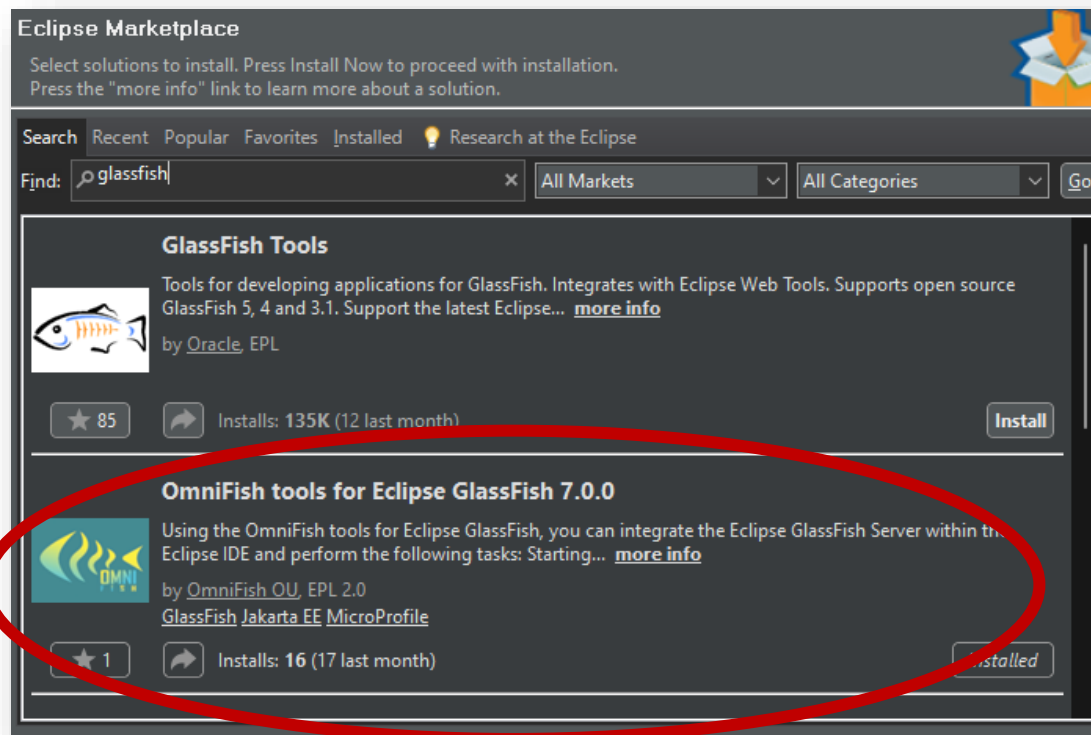 Eclipse Marketplace
Select solutions to install. Press Install Now to proceed with installation.
Press the "more info" link to learn more about a solution.
Search Recent Popular Favorites Installed Research at the Eclipse
Find: glassfish All Markets All Categories Go
GlassFish Tools
Tools for developing applications for GlassFish. Integrates with Eclipse Web Tools. Supports open source
GlassFish 5, 4 and 3.1. Support the latest Eclipse... more info
by Oracle, EPL
85 Installs: 135K (12 last month) Install
OmniFish tools for Eclipse GlassFish 7.0.0
Using the OmniFish tools for Eclipse GlassFish, you can integrate the Eclipse GlassFish Server within the
Eclipse IDE and perform the following tasks: Starting... more info
OMNI
FISH
by OmniFish OU, EPL 2.0
GlassFish Jakarta EE MicroProfile
1 Installs: 16 (17 last month) Installed